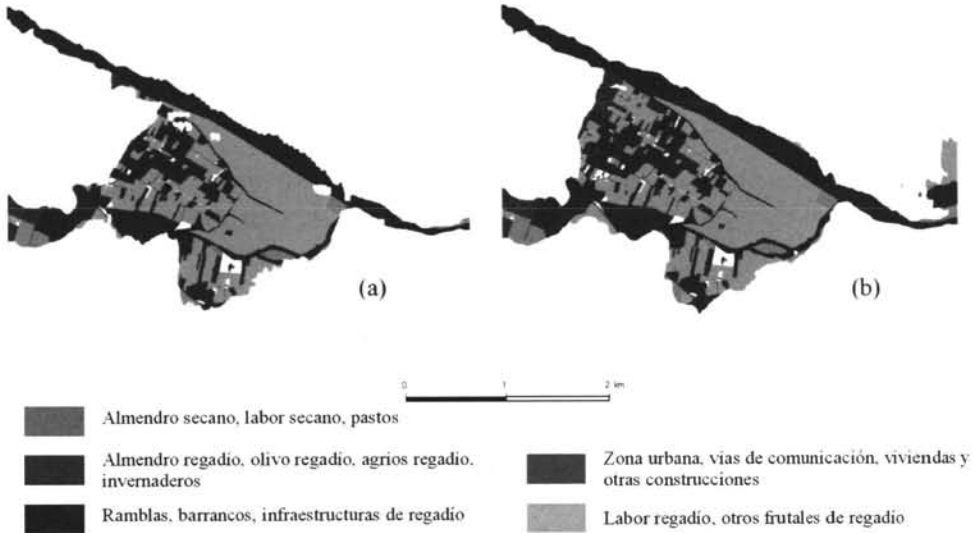 (a)
(b)
0 1 2 km
Almendro secano, labor secano, pastos
Almendro regadío, olivo regadío, agrios regadío,
invernaderos
Ramblas, barrancos, infraestructuras de regadío
Zona urbana, vias de comunicación, viviendas y
otras construcciones
Labor regadío, otros frutales de regadío